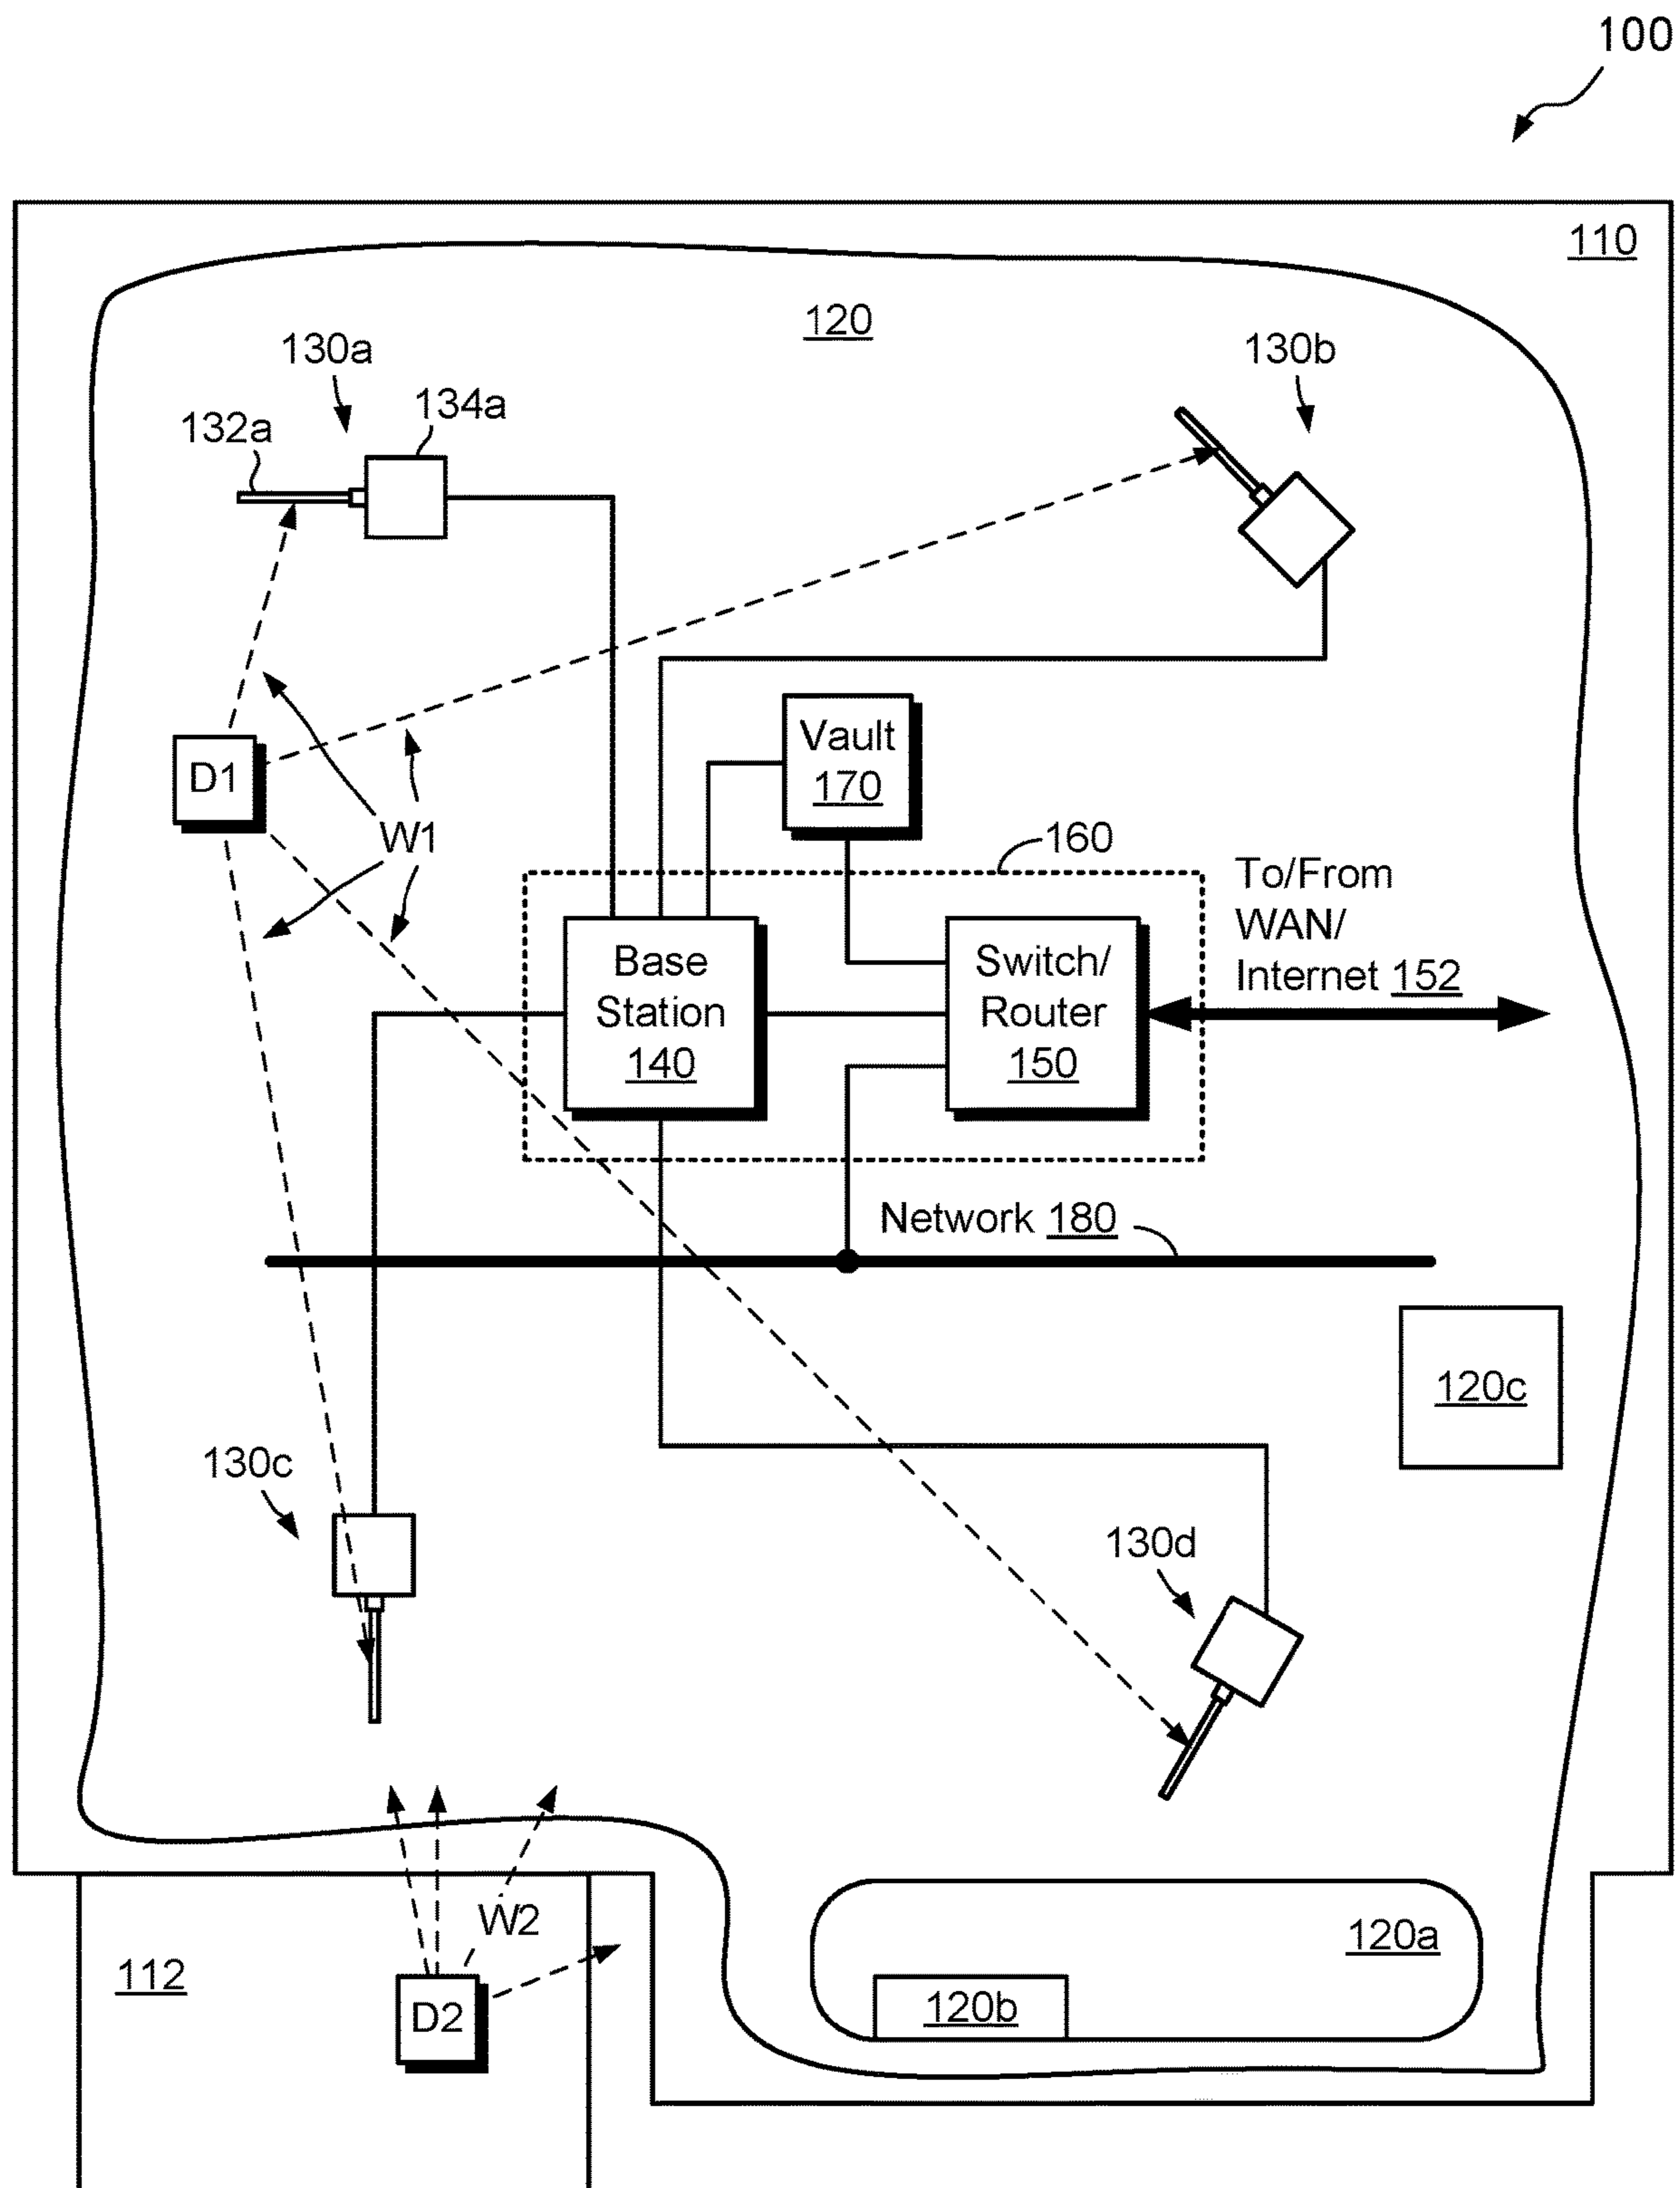 100
110
120
130a
130b
134a
132a
Vault
170
D1
W1
160
To/From
WAN/
Internet 152
Base
Station
140
Switch/
Router
150
Network 180
120c
130c
130d
W2
120a
112
120b
D2